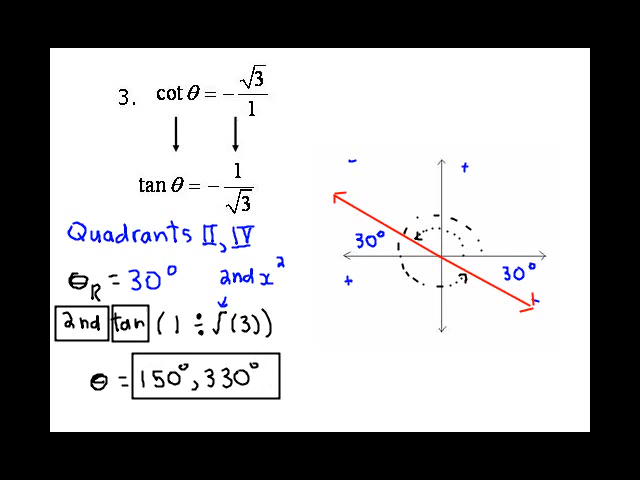 3. cot θ = − √3/1
tan θ = − 1/√3
Quadrants II, IV
θR = 30° 2nd x²
2nd tan (1 ÷ √(3))
θ = 150°, 330°
- +
30°
30°
+ -